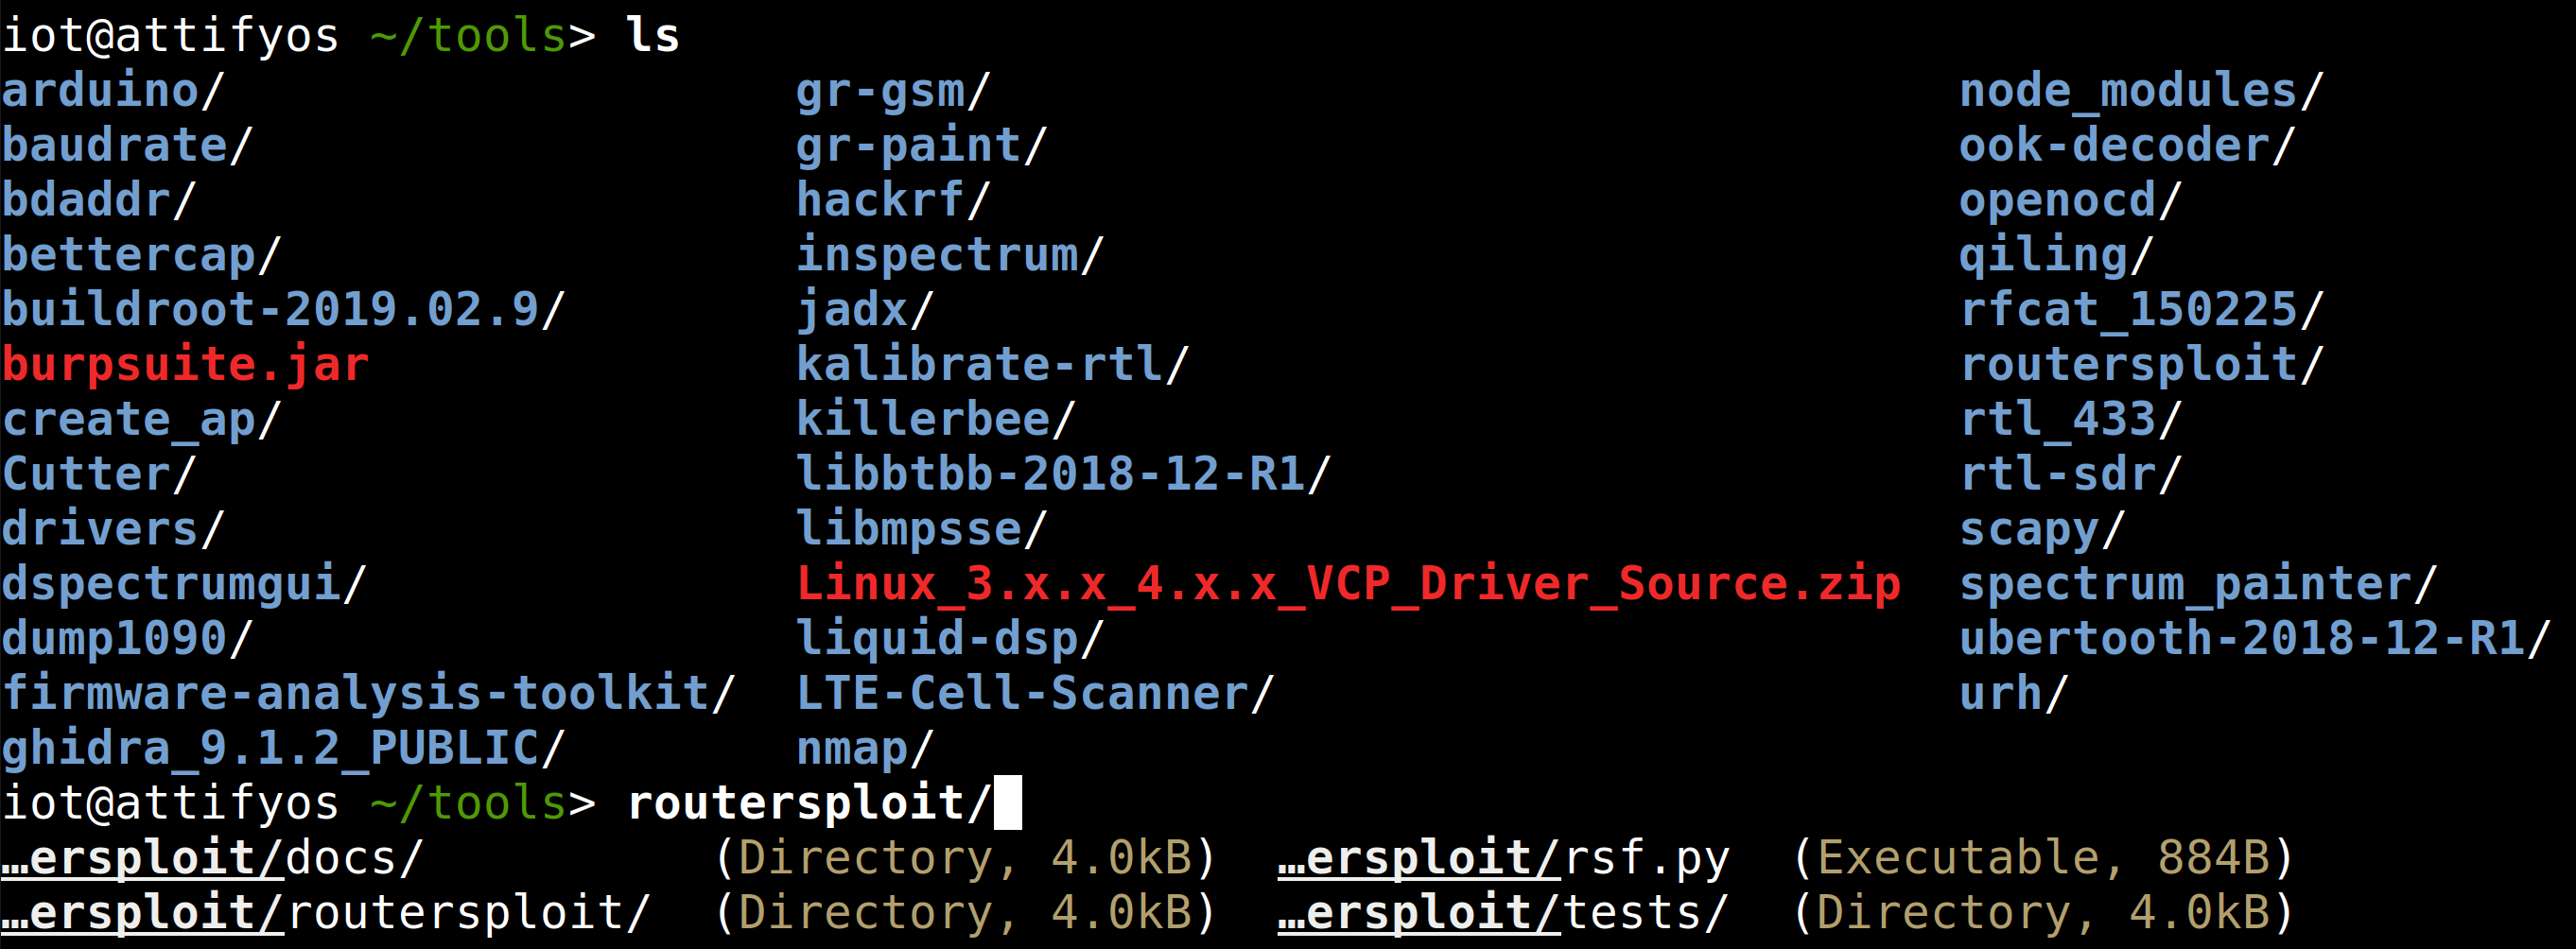 iot@attifyos ~/tools> ls
arduino/ gr-gsm/ node_modules/
baudrate/ gr-paint/ ook-decoder/
bdaddr/ hackrf/ openocd/
bettercap/ inspectrum/ qiling/
buildroot-2019.02.9/ jadx/ rfcat_150225/
burpsuite.jar kalibrate-rtl/ routersploit/
create_ap/ killerbee/ rtl_433/
Cutter/ libbtbb-2018-12-R1/ rtl-sdr/
drivers/ libmpsse/ scapy/
dspectrumgui/ Linux_3.x.x_4.x.x_VCP_Driver_Source.zip spectrum_painter/
dump1090/ liquid-dsp/ ubertooth-2018-12-R1/
firmware-analysis-toolkit/ LTE-Cell-Scanner/ urh/
ghidra_9.1.2_PUBLIC/ nmap/
iot@attifyos ~/tools> routersploit/
…ersploit/docs/ (Directory, 4.0kB) …ersploit/rsf.py (Executable, 884B)
…ersploit/routersploit/ (Directory, 4.0kB) …ersploit/tests/ (Directory, 4.0kB)